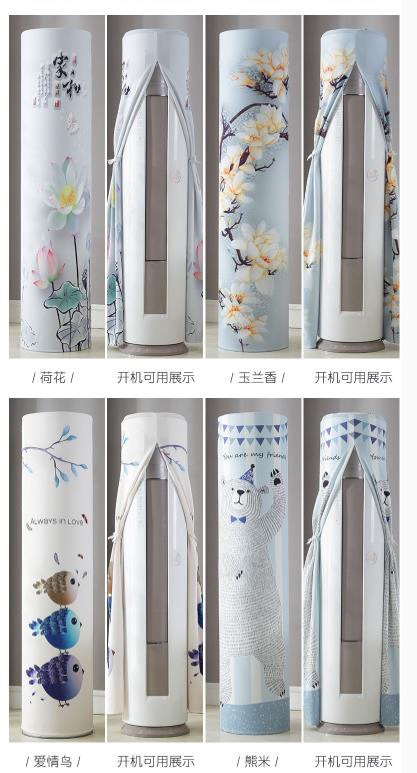 家
和
/ 荷花 /
开机可用展示
/ 玉兰香 /
开机可用展示
You are my friends
ALWAYS IN LOVE
/ 爱情鸟 /
开机可用展示
/ 熊米 /
开机可用展示